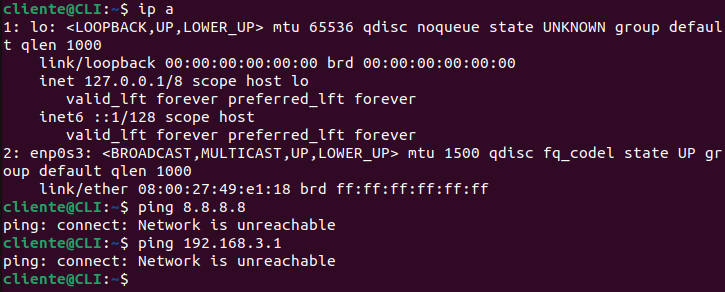 cliente@CLI:~$ ip a
1: lo: <LOOPBACK,UP,LOWER_UP> mtu 65536 qdisc noqueue state UNKNOWN group defaul
t qlen 1000
    link/loopback 00:00:00:00:00:00 brd 00:00:00:00:00:00
    inet 127.0.0.1/8 scope host lo
       valid_lft forever preferred_lft forever
    inet6 ::1/128 scope host
       valid_lft forever preferred_lft forever
2: enp0s3: <BROADCAST,MULTICAST,UP,LOWER_UP> mtu 1500 qdisc fq_codel state UP gr
oup default qlen 1000
    link/ether 08:00:27:49:e1:18 brd ff:ff:ff:ff:ff:ff
cliente@CLI:~$ ping 8.8.8.8
ping: connect: Network is unreachable
cliente@CLI:~$ ping 192.168.3.1
ping: connect: Network is unreachable
cliente@CLI:~$